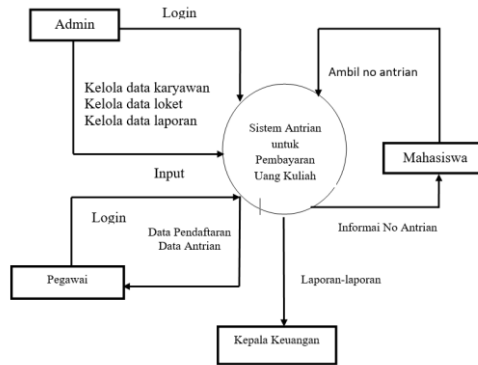 Login
Admin
Ambil no antrian
Kelola data karyawan
Kelola data loket
Kelola data laporan
Sistem Antrian
untuk
Pembayaran
Uang Kuliah
Mahasiswa
Input
Login
Data Pendaftaran
Data Antrian
Informai No Antrian
Pegawai
Laporan-laporan
Kepala Keuangan